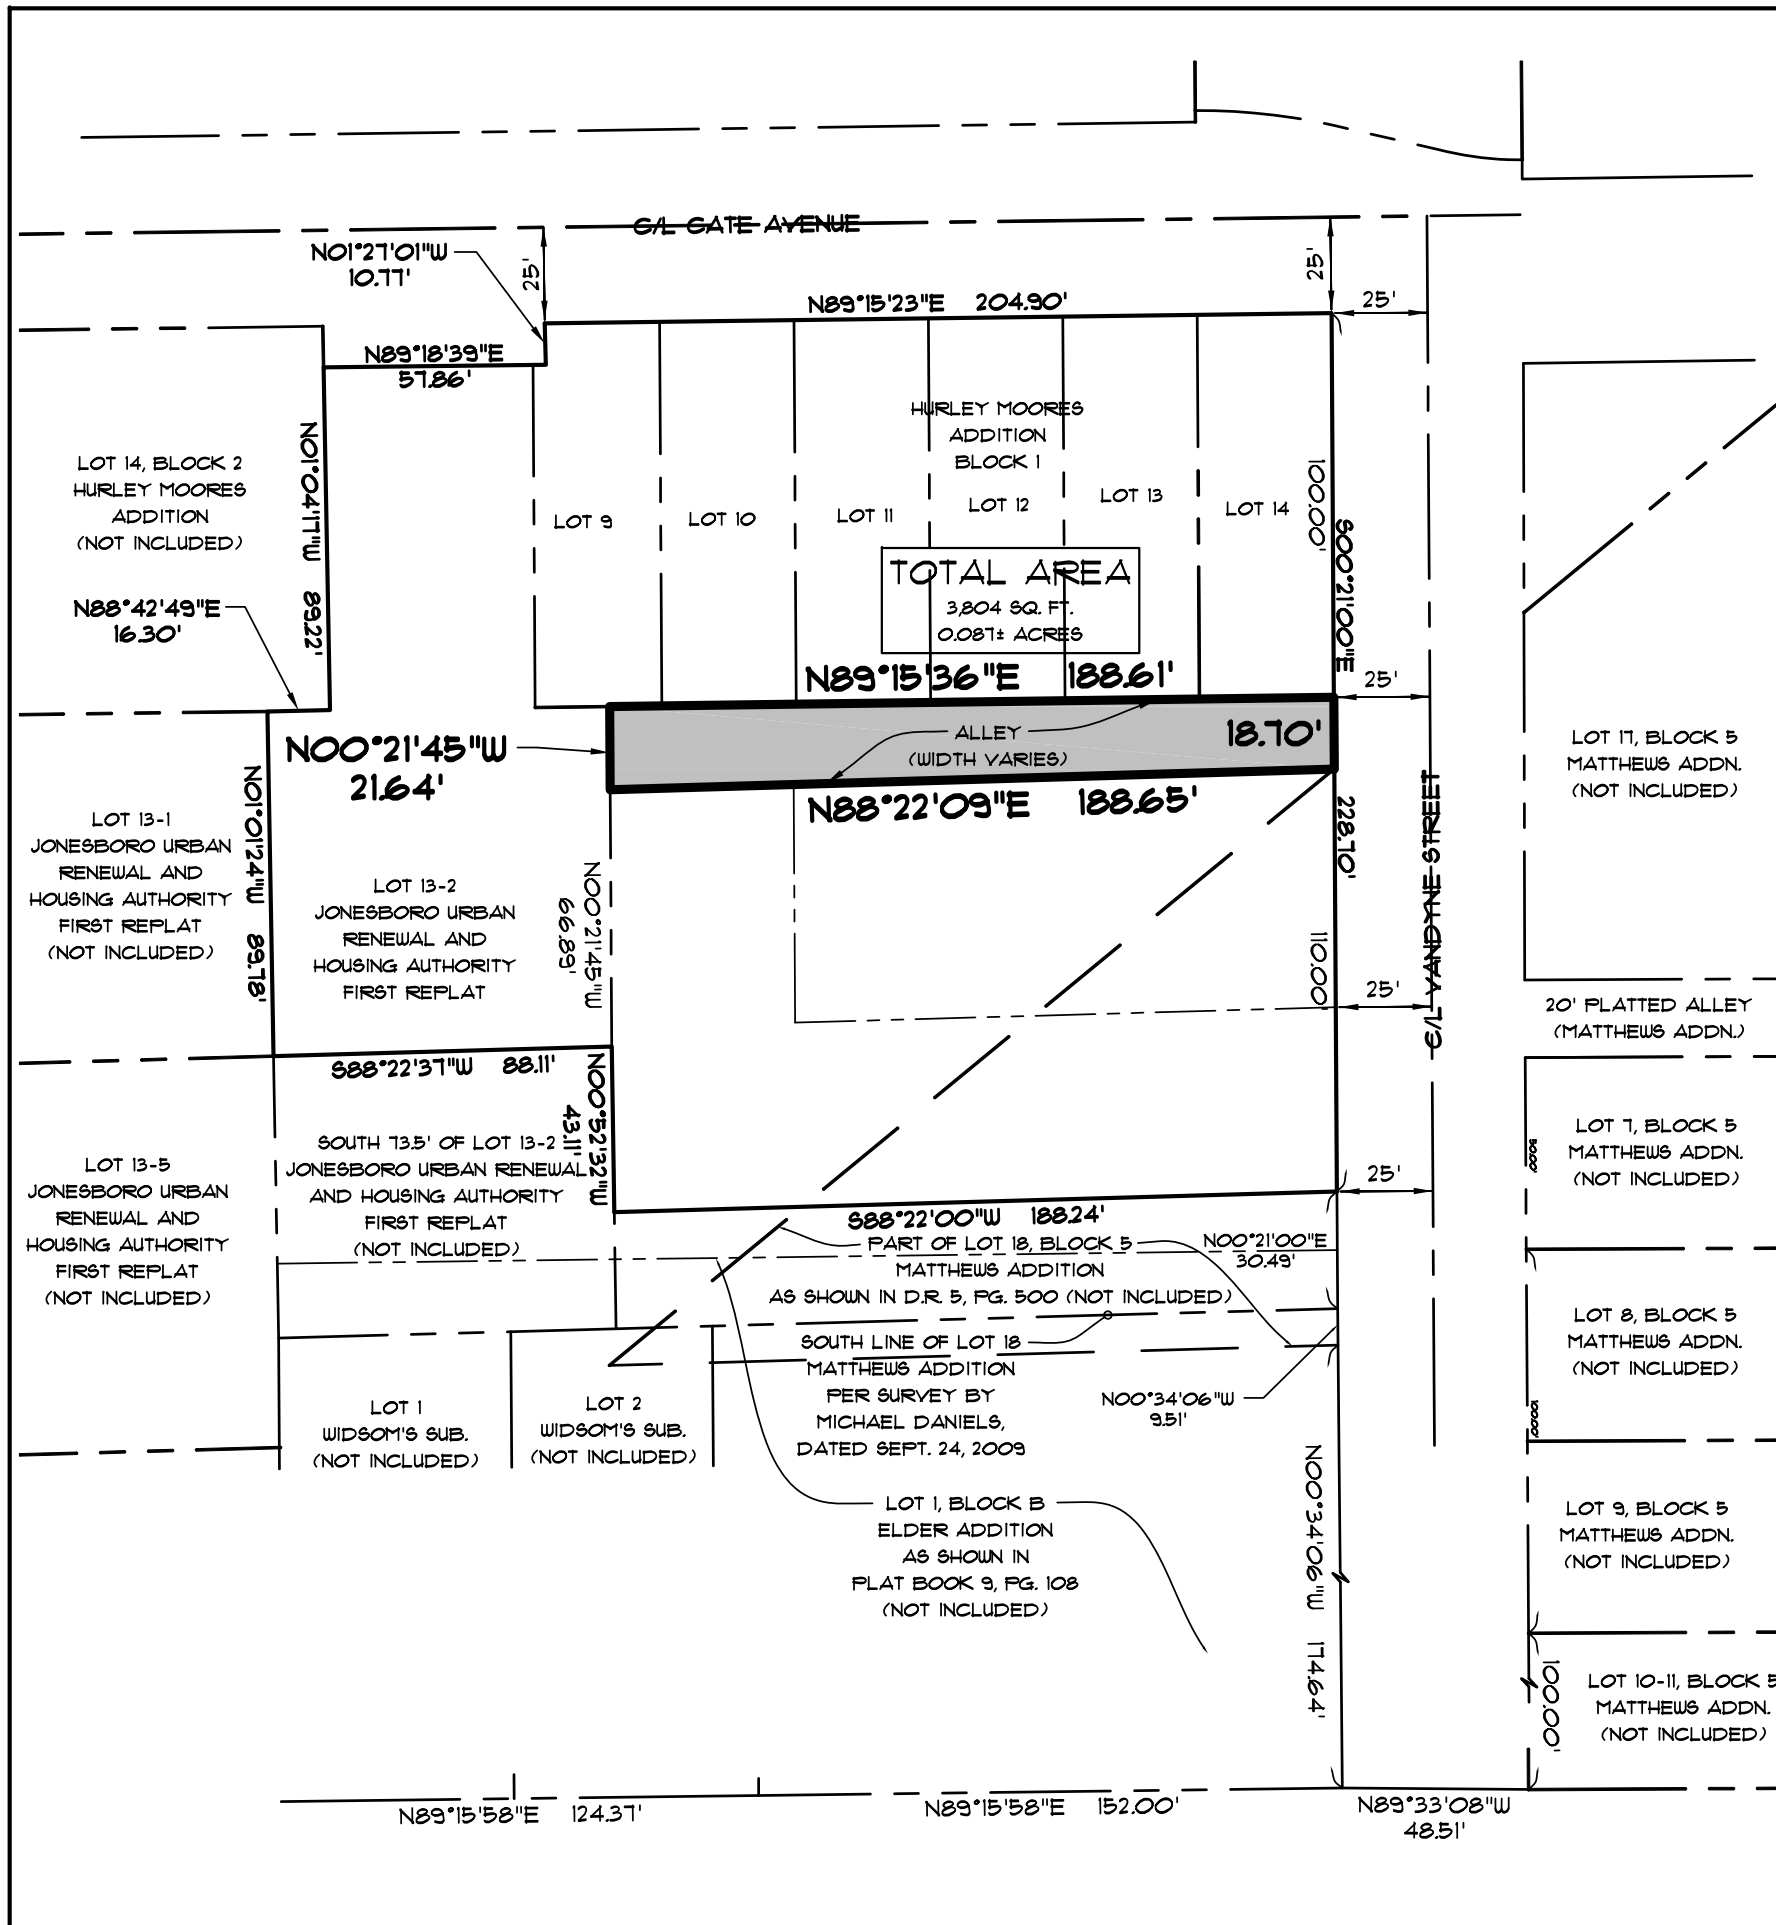 C/L GATE AVENUE
N01°27'01"W
10.77'
25'
25'
25'
N89°15'23"E 204.90'
N89°18'39"E
57.86'
LOT 14, BLOCK 2
HURLEY MOORES
ADDITION
(NOT INCLUDED)
N01°04'17"W 89.22'
HURLEY MOORES
ADDITION
BLOCK 1
LOT 9
LOT 10
LOT 11
LOT 12
LOT 13
LOT 14
100.00'
S00°21'00"E
228.70'
TOTAL AREA
3,804 SQ. FT.
0.087± ACRES
N88°42'49"E
16.30'
N89°15'36"E 188.61'
25'
N00°21'45"W
21.64'
ALLEY
(WIDTH VARIES)
18.70'
N88°22'09"E 188.65'
LOT 17, BLOCK 5
MATTHEWS ADDN.
(NOT INCLUDED)
C/L VANDYNE STREET
LOT 13-1
JONESBORO URBAN
RENEWAL AND
HOUSING AUTHORITY
FIRST REPLAT
(NOT INCLUDED)
N01°01'24"W 89.78'
LOT 13-2
JONESBORO URBAN
RENEWAL AND
HOUSING AUTHORITY
FIRST REPLAT
N00°21'45"W
66.89'
110.00'
25'
20' PLATTED ALLEY
(MATTHEWS ADDN.)
S88°22'37"W 88.11'
N00°52'32"W
43.11'
SOUTH 73.5' OF LOT 13-2
JONESBORO URBAN RENEWAL
AND HOUSING AUTHORITY
FIRST REPLAT
(NOT INCLUDED)
LOT 13-5
JONESBORO URBAN
RENEWAL AND
HOUSING AUTHORITY
FIRST REPLAT
(NOT INCLUDED)
25'
50.00'
LOT 7, BLOCK 5
MATTHEWS ADDN.
(NOT INCLUDED)
S88°22'00"W 188.24'
PART OF LOT 18, BLOCK 5
MATTHEWS ADDITION
AS SHOWN IN D.R. 5, PG. 500 (NOT INCLUDED)
N00°21'00"E
30.49'
SOUTH LINE OF LOT 18
MATTHEWS ADDITION
PER SURVEY BY
MICHAEL DANIELS,
DATED SEPT. 24, 2009
N00°34'06"W
9.51'
LOT 8, BLOCK 5
MATTHEWS ADDN.
(NOT INCLUDED)
100.00'
LOT 1
WIDSOM'S SUB.
(NOT INCLUDED)
LOT 2
WIDSOM'S SUB.
(NOT INCLUDED)
LOT 1, BLOCK B
ELDER ADDITION
AS SHOWN IN
PLAT BOOK 9, PG. 108
(NOT INCLUDED)
N00°34'06"W 174.64'
LOT 9, BLOCK 5
MATTHEWS ADDN.
(NOT INCLUDED)
100.00'
LOT 10-11, BLOCK 5
MATTHEWS ADDN.
(NOT INCLUDED)
N89°15'58"E 124.37'
N89°15'58"E 152.00'
N89°33'08"W
48.51'